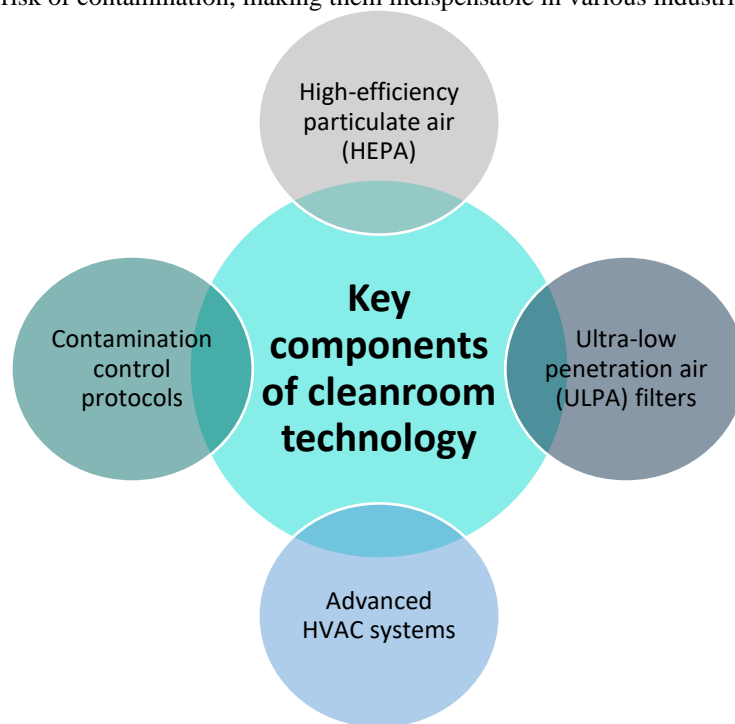 risk of contamination, making them indispensable in various industri
High-efficiency
particulate air
(HEPA)
Contamination
control
protocols
Key
components
of cleanroom
technology
Ultra-low
penetration air
(ULPA) filters
Advanced
HVAC systems